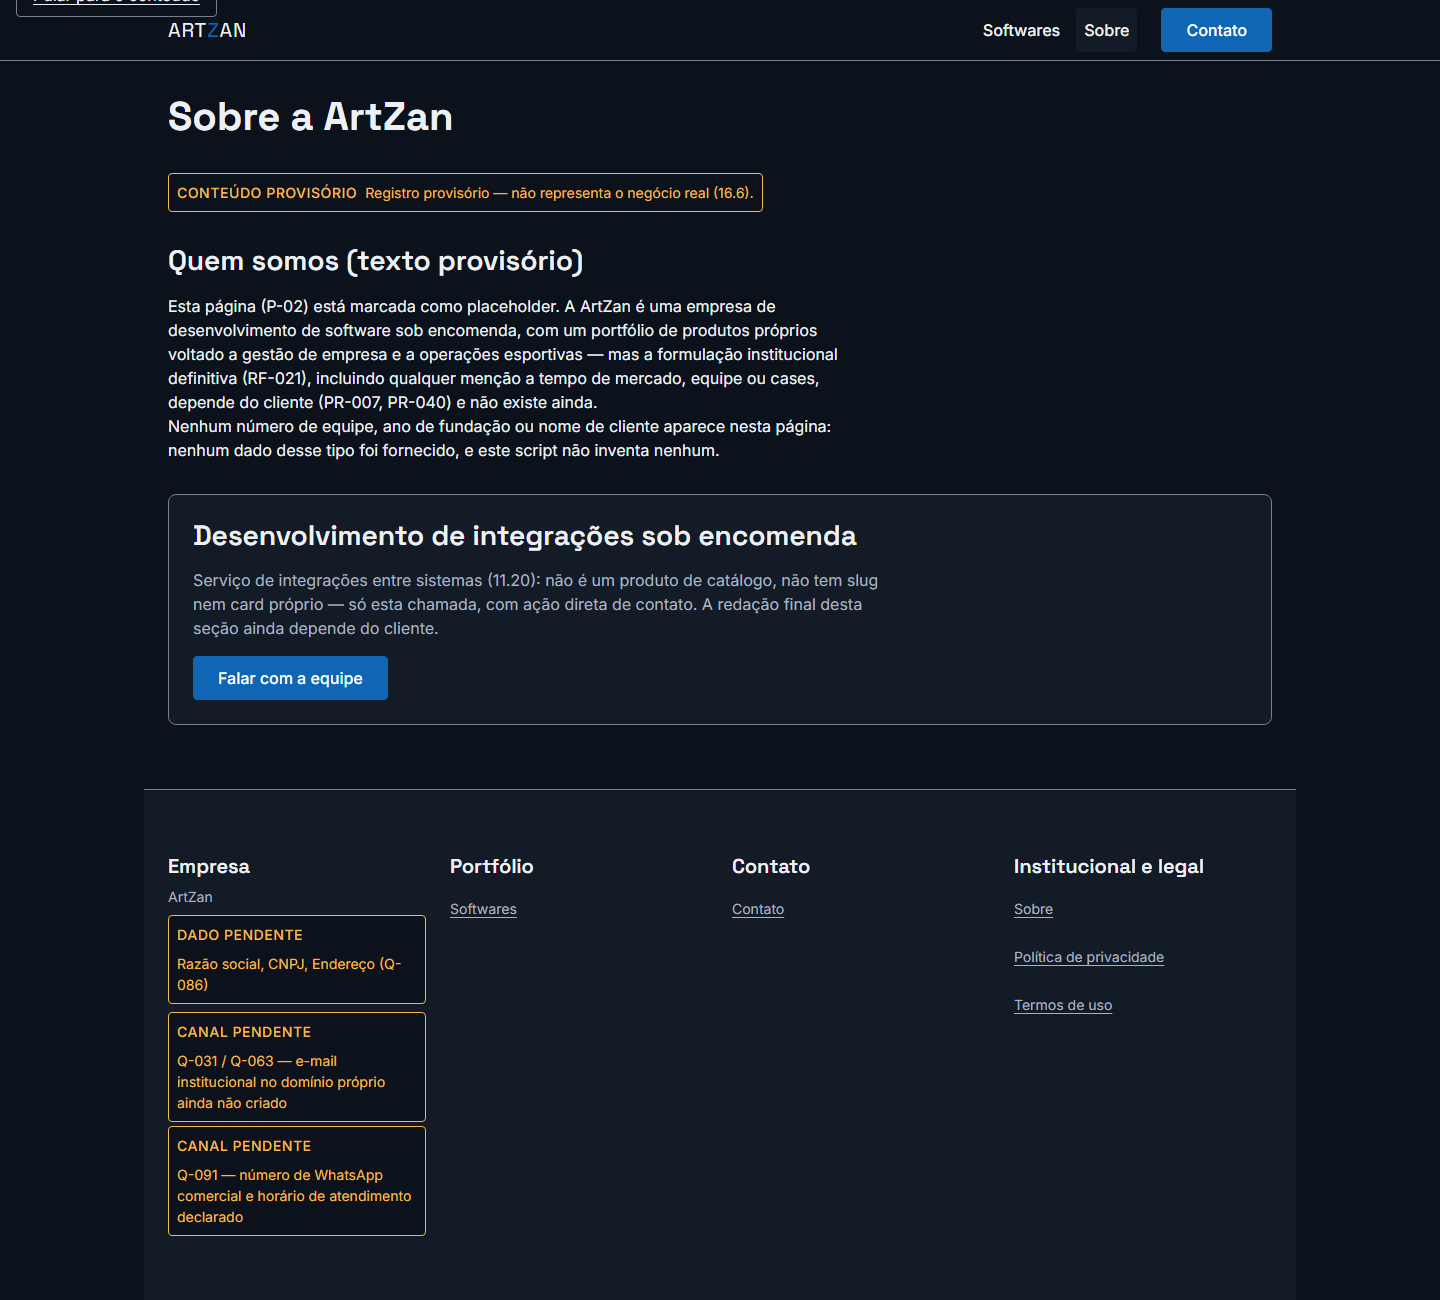 para o conteúdo
ARTZAN
Softwares
Sobre
Contato
Sobre a ArtZan
CONTEÚDO PROVISÓRIO Registro provisório — não representa o negócio real (16.6).
Quem somos (texto provisório)
Esta página (P-02) está marcada como placeholder. A ArtZan é uma empresa de
desenvolvimento de software sob encomenda, com um portfólio de produtos próprios
voltado a gestão de empresa e a operações esportivas — mas a formulação institucional
definitiva (RF-021), incluindo qualquer menção a tempo de mercado, equipe ou cases,
depende do cliente (PR-007, PR-040) e não existe ainda.
Nenhum número de equipe, ano de fundação ou nome de cliente aparece nesta página:
nenhum dado desse tipo foi fornecido, e este script não inventa nenhum.
Desenvolvimento de integrações sob encomenda
Serviço de integrações entre sistemas (11.20): não é um produto de catálogo, não tem slug
nem card próprio — só esta chamada, com ação direta de contato. A redação final desta
seção ainda depende do cliente.
Falar com a equipe
Empresa
ArtZan
DADO PENDENTE
Razão social, CNPJ, Endereço (Q-
086)
CANAL PENDENTE
Q-031 / Q-063 — e-mail
institucional no domínio próprio
ainda não criado
CANAL PENDENTE
Q-091 — número de WhatsApp
comercial e horário de atendimento
declarado
Portfólio
Softwares
Contato
Contato
Institucional e legal
Sobre
Política de privacidade
Termos de uso